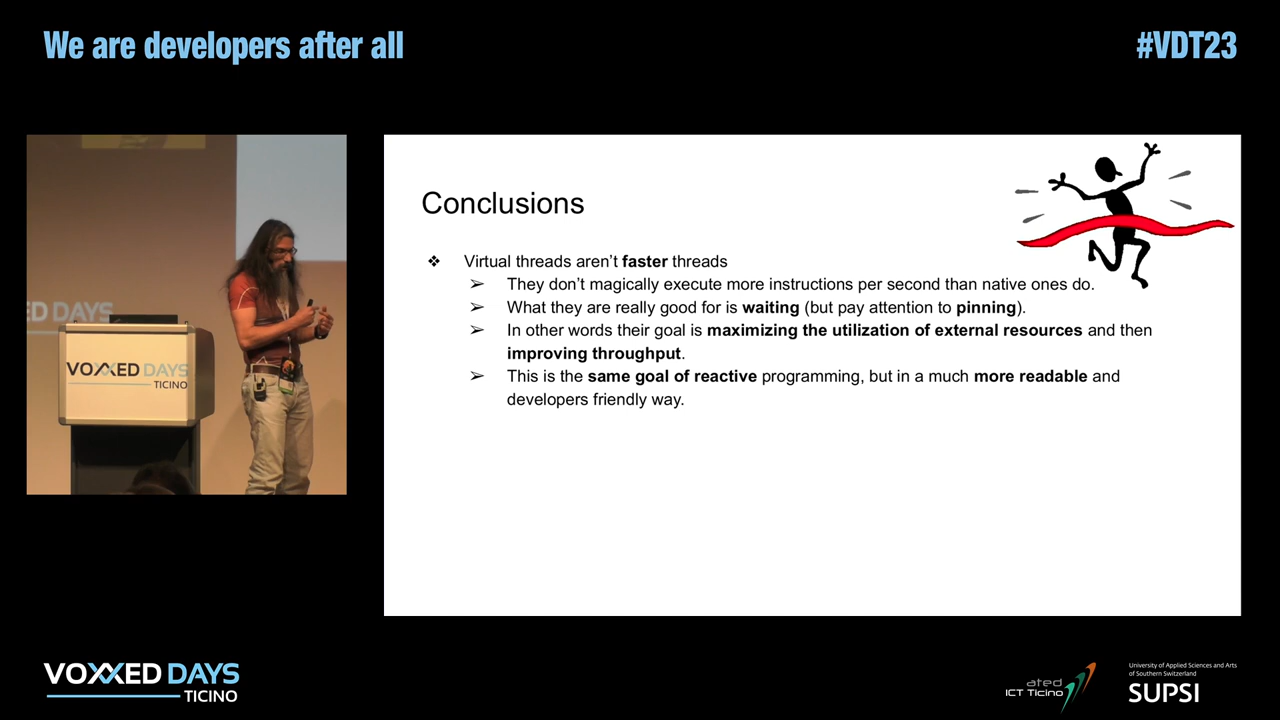 We are developers after all
#VDT23
ED DAYS
VOXXED DAYS
TICINO
Conclusions
❖ Virtual threads aren’t faster threads
➢ They don’t magically execute more instructions per second than native ones do.
➢ What they are really good for is waiting (but pay attention to pinning).
➢ In other words their goal is maximizing the utilization of external resources and then
improving throughput.
➢ This is the same goal of reactive programming, but in a much more readable and
developers friendly way.
VOXXED DAYS
TICINO
ated
ICT Ticino
University of Applied Sciences and Arts
of Southern Switzerland
SUPSI